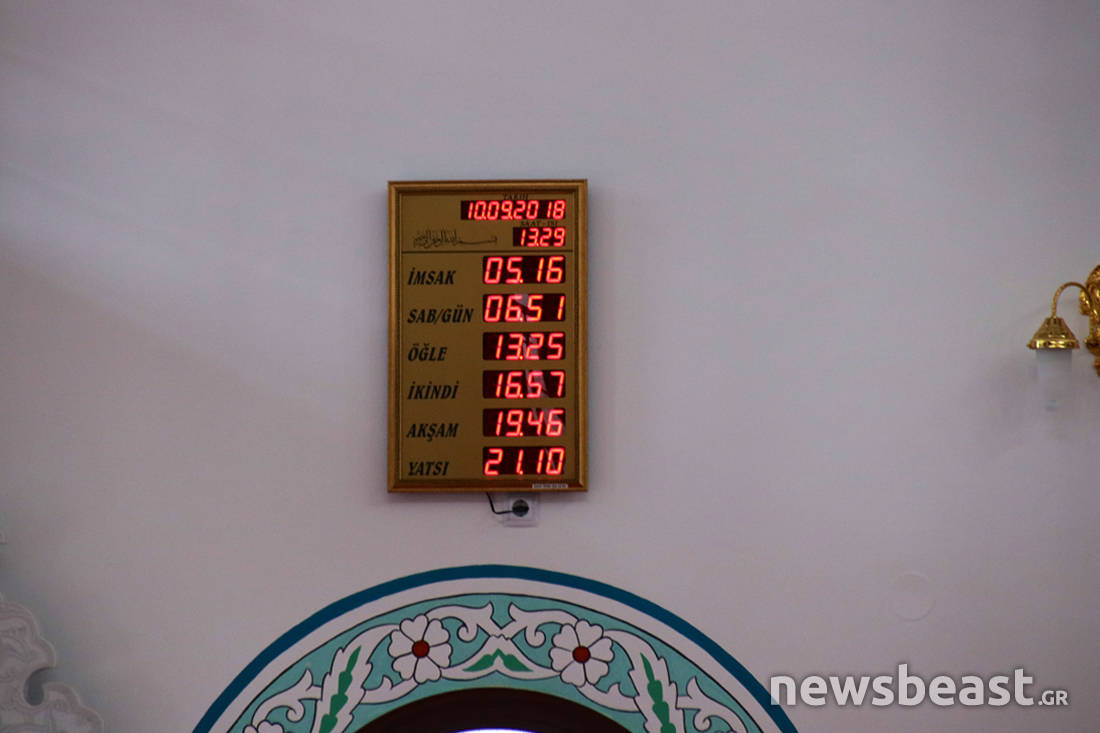 TARİH
10.09.2018
13.29
İMSAK 05.16
SAB/GÜN 06.51
ÖĞLE 13.25
İKİNDİ 16.57
AKŞAM 19.46
YATSI 21.10
newsbeast.GR